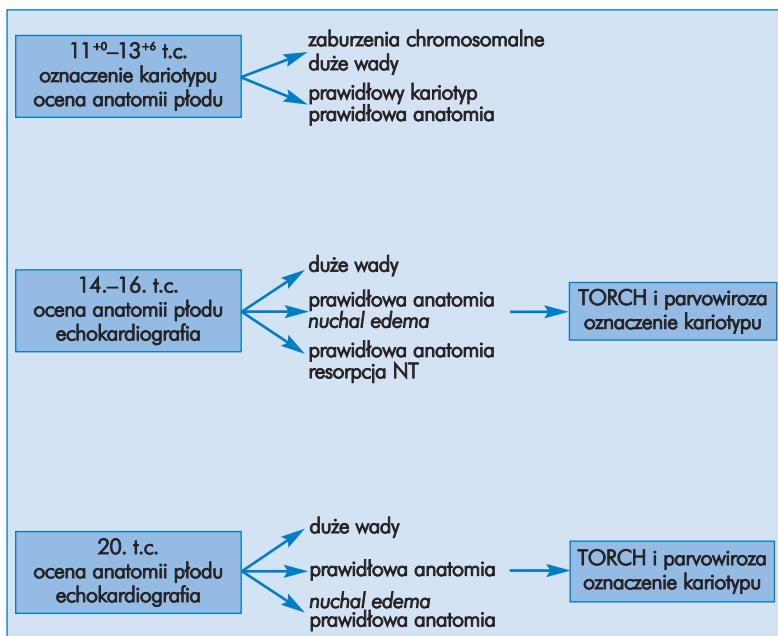 11⁺⁰–13⁺⁶ t.c.
oznaczenie kariotypu
ocena anatomii płodu
zaburzenia chromosomalne
duże wady
prawidłowy kariotyp
prawidłowa anatomia
14.–16. t.c.
ocena anatomii płodu
echokardiografia
duże wady
prawidłowa anatomia
nuchal edema
prawidłowa anatomia
resorpcja NT
TORCH i parvowiroza
oznaczenie kariotypu
20. t.c.
ocena anatomii płodu
echokardiografia
duże wady
prawidłowa anatomia
nuchal edema
prawidłowa anatomia
TORCH i parvowiroza
oznaczenie kariotypu